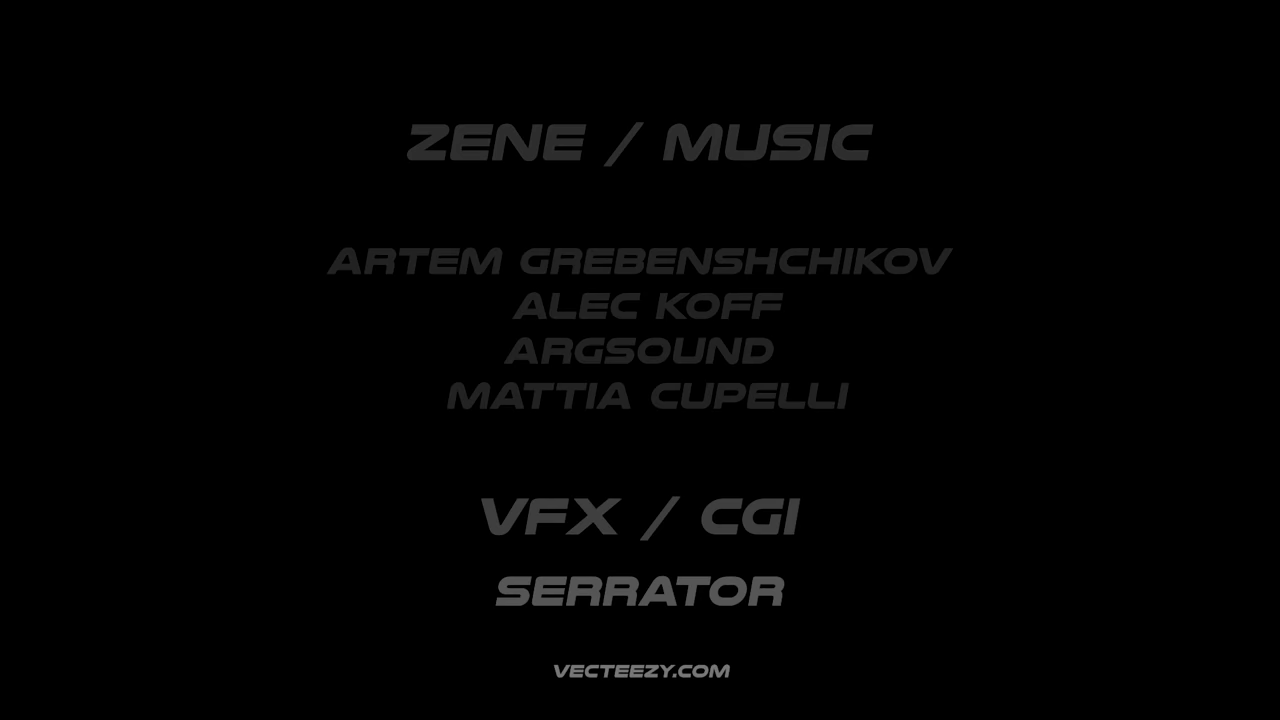 ZENE / MUSIC
ARTEM GREBENSHCHIKOV
ALEC KOFF
ARGSOUND
MATTIA CUPELLI
VFX / CGI
SERRATOR
VECTEEZY.COM